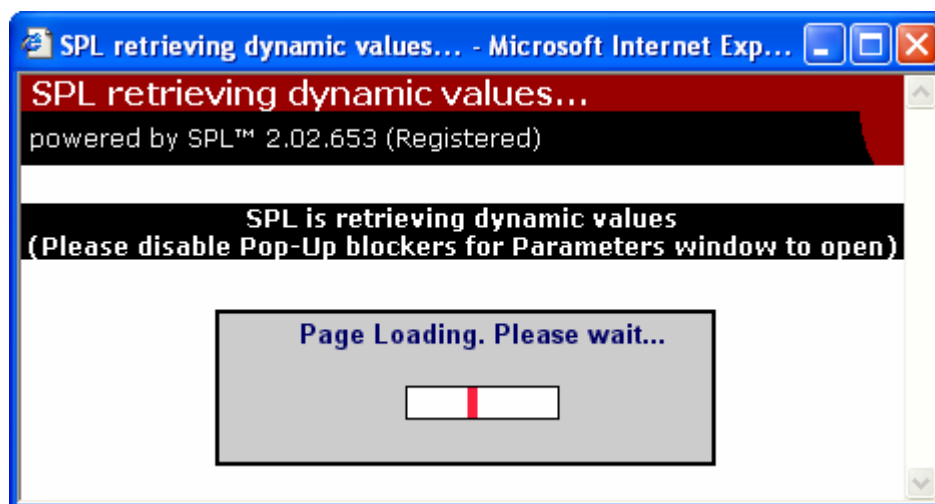 SPL retrieving dynamic values... - Microsoft Internet Exp...
SPL retrieving dynamic values...
powered by SPL™ 2.02.653 (Registered)
SPL is retrieving dynamic values
(Please disable Pop-Up blockers for Parameters window to open)
Page Loading. Please wait...